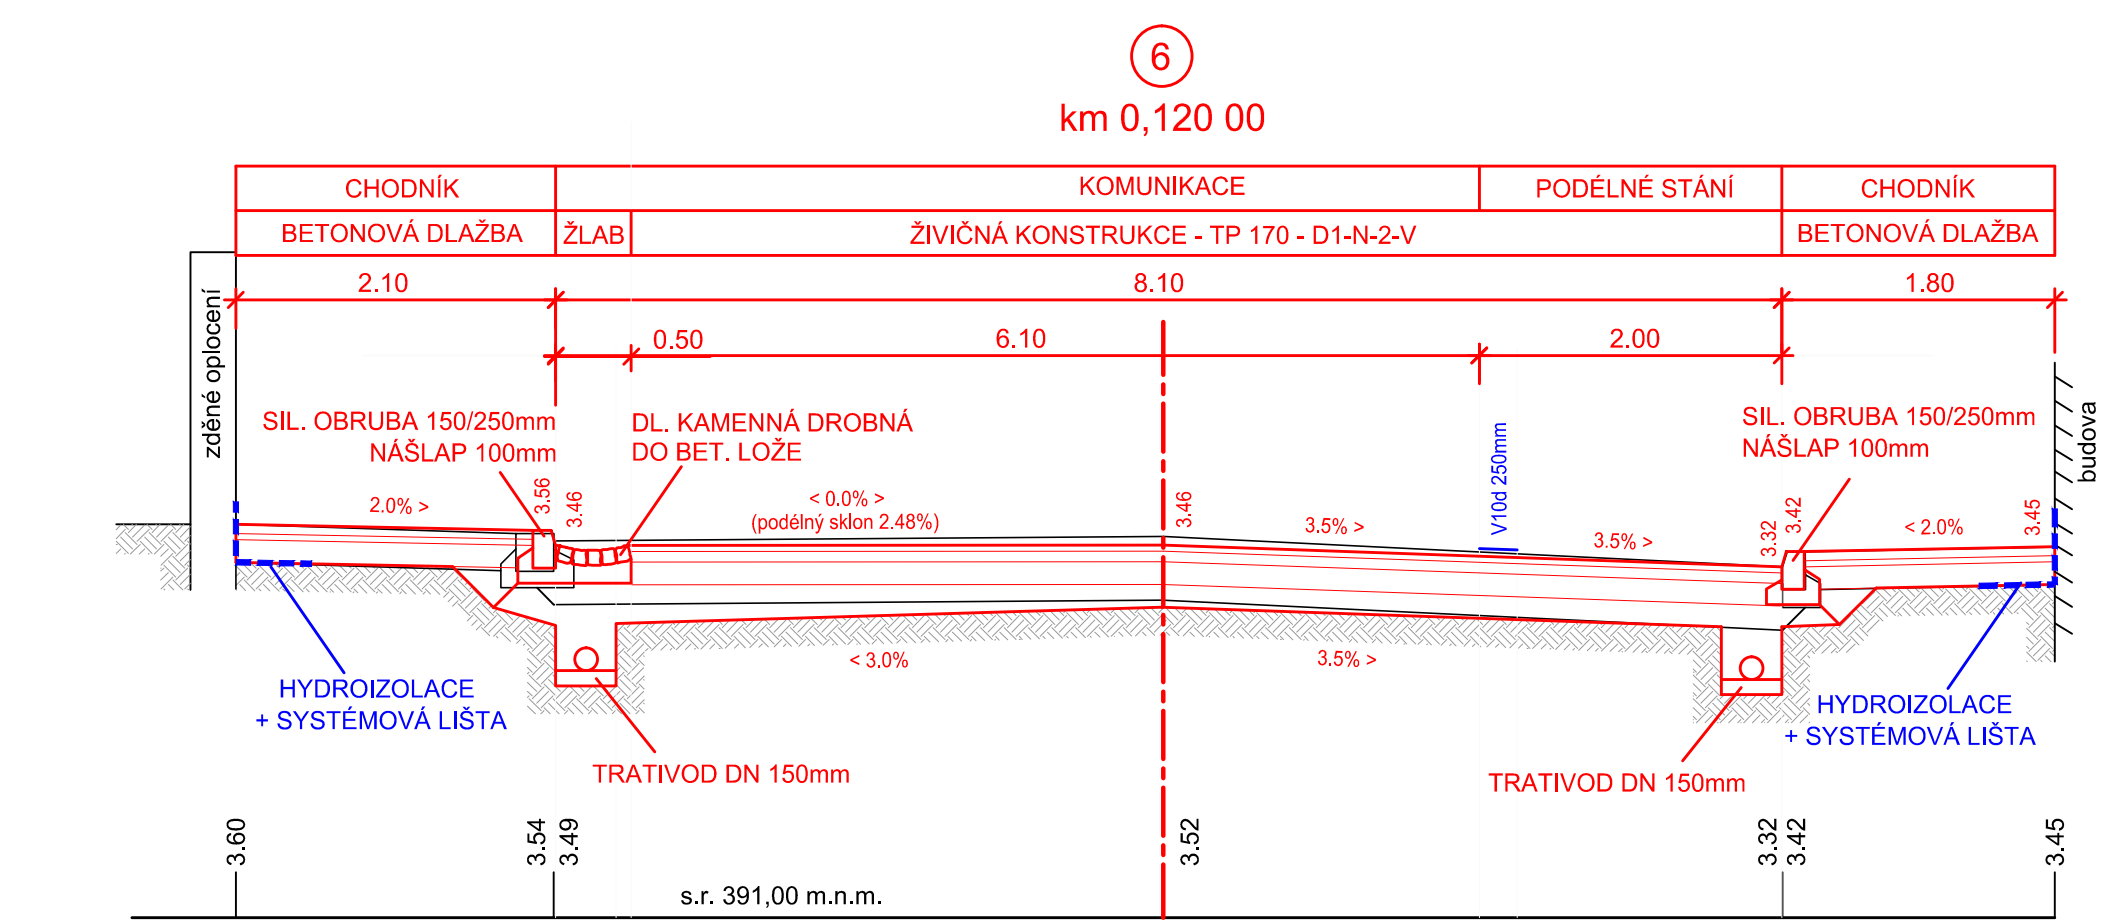 6
km 0,120 00
CHODNÍK
KOMUNIKACE
PODÉLNÉ STÁNÍ
CHODNÍK
BETONOVÁ DLAŽBA
ŽLAB
ŽIVIČNÁ KONSTRUKCE - TP 170 - D1-N-2-V
BETONOVÁ DLAŽBA
2.10
8.10
1.80
0.50
6.10
2.00
zděné oplocení
SIL. OBRUBA 150/250mm
NÁŠLAP 100mm
DL. KAMENNÁ DROBNÁ
DO BET. LOŽE
V10d 250mm
SIL. OBRUBA 150/250mm
NÁŠLAP 100mm
budova
2.0% >
3.56
3.46
< 0.0% >
(podélný sklon 2.48%)
3.46
3.5% >
3.5% >
3.32
3.42
< 2.0%
3.45
< 3.0%
3.5% >
HYDROIZOLACE
+ SYSTÉMOVÁ LIŠTA
HYDROIZOLACE
+ SYSTÉMOVÁ LIŠTA
TRATIVOD DN 150mm
TRATIVOD DN 150mm
3.60
3.54
3.49
3.52
3.32
3.42
3.45
s.r. 391,00 m.n.m.